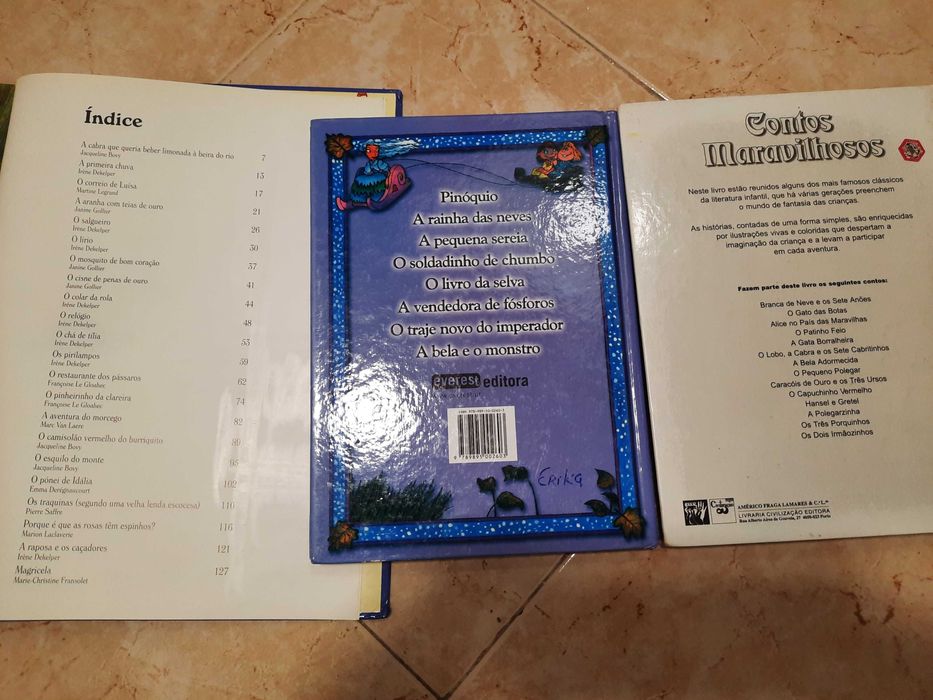 Índice
A cabra que queria beber limonada à beira do rio 7
Jacqueline Bovy
A primeira chuva 13
Irène Dekelper
O correio de Luísa 17
Martine Legrand
A aranha com teias de ouro 21
Janine Gollier
O salgueiro 26
Irène Dekelper
O lírio 30
Irène Dekelper
O mosquito de bom coração 37
Janine Gollier
O cisne de penas de ouro 41
Janine Gollier
O colar da rola 44
Irène Dekelper
O relógio 48
Irène Dekelper
O chá de tília 53
Irène Dekelper
Os pirilampos 59
Irène Dekelper
O restaurante dos pássaros 62
Françoise Le Gloahec
O pinheirinho da clareira 74
Françoise Le Gloahec
A aventura do morcego 82
Marc Van Laere
O camisolão vermelho do burriquito 89
Jacqueline Bovy
O esquilo do monte 95
Jacqueline Bovy
O pónei de Idália 102
Emma Deregnaucourt
Os traquinas (segundo uma velha lenda escocesa) 110
Pierre Saffre
Porque é que as rosas têm espinhos? 116
Marion Laclaverie
A raposa e os caçadores 121
Irène Dekelper
Magricela 127
Marie-Christine Fransolet
Pinóquio
A rainha das neves
A pequena sereia
O soldadinho de chumbo
O livro da selva
A vendedora de fósforos
O traje novo do imperador
A bela e o monstro
everest editora
9 789895 002603
Erika
Contos
Maravilhosos
Neste livro estão reunidos alguns dos mais famosos clássicos
da literatura infantil, que há várias gerações preenchem
o mundo de fantasia das crianças.
As histórias, contadas de uma forma simples, são enriquecidas
por ilustrações vivas e coloridas que despertam a
imaginação da criança e a levam a participar
em cada aventura.
Fazem parte deste livro os seguintes contos:
Branca de Neve e os Sete Anões
O Gato das Botas
Alice no País das Maravilhas
O Patinho Feio
A Gata Borralheira
O Lobo, a Cabra e os Sete Cabritinhos
A Bela Adormecida
O Pequeno Polegar
Caracóis de Ouro e os Três Ursos
O Capuchinho Vermelho
Hansel e Gretel
A Polegarzinha
Os Três Porquinhos
Os Dois Irmãozinhos
AMÉRICO FRAGA LAMARES & C.ª L.da
LIVRARIA CIVILIZAÇÃO EDITORA
Rua Alberto Aires de Gouveia, 27 4000-023 Porto